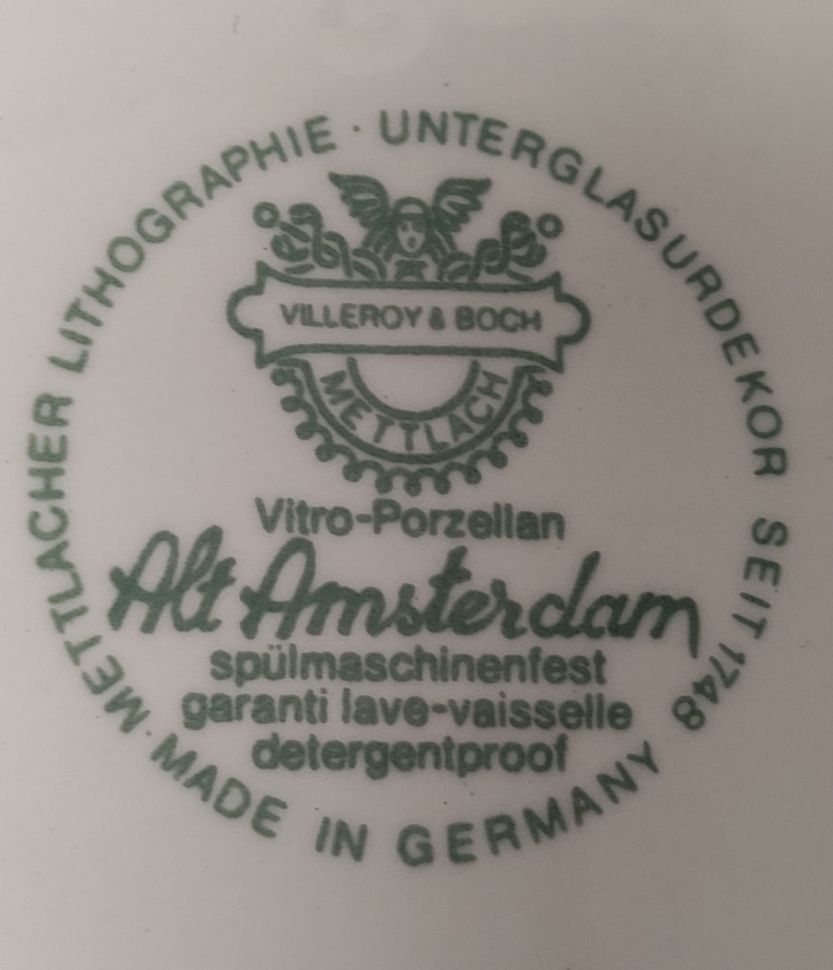 METTLACHER LITHOGRAPHIE · UNTERGLASURDEKOR SEIT 1748
VILLEROY & BOCH
METTLACH
Vitro-Porzellan
Alt Amsterdam
spülmaschinenfest
garanti lave-vaisselle
detergentproof
· MADE IN GERMANY